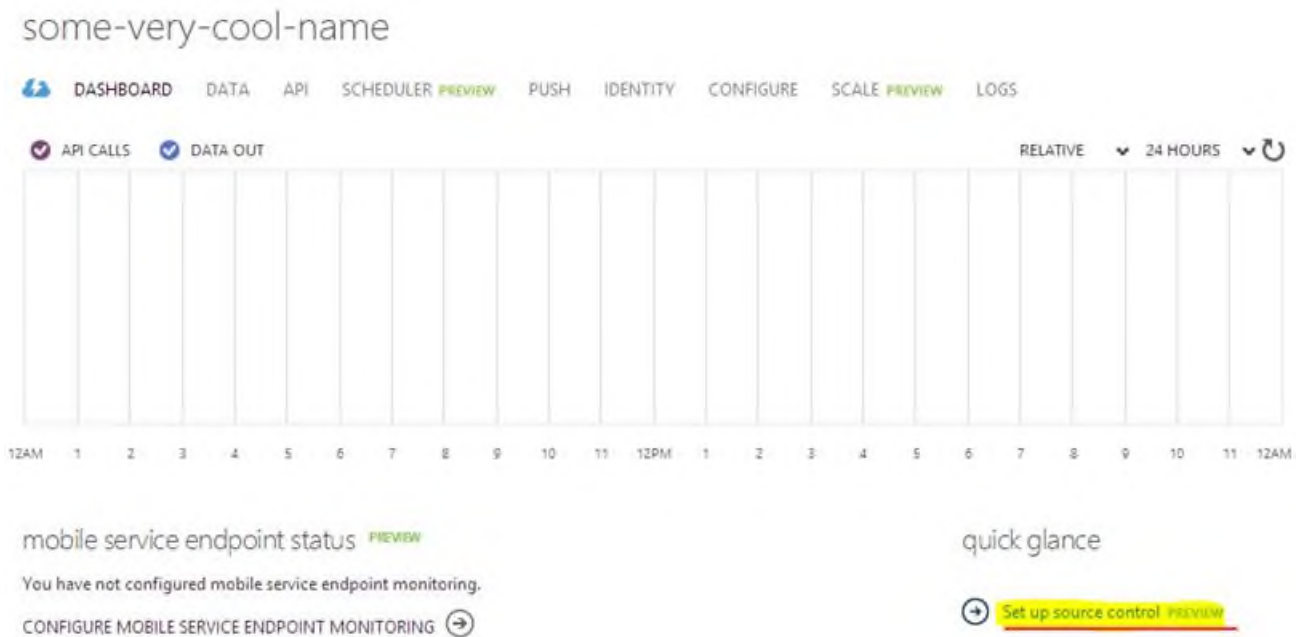 some-very-cool-name
DASHBOARD DATA API SCHEDULER PREVIEW PUSH IDENTITY CONFIGURE SCALE PREVIEW LOGS
API CALLS DATA OUT RELATIVE 24 HOURS
12AM 1 2 3 4 5 6 7 8 9 10 11 12PM 1 2 3 4 5 6 7 8 9 10 11 12AM
mobile service endpoint status PREVIEW
You have not configured mobile service endpoint monitoring.
CONFIGURE MOBILE SERVICE ENDPOINT MONITORING
quick glance
Set up source control PREVIEW